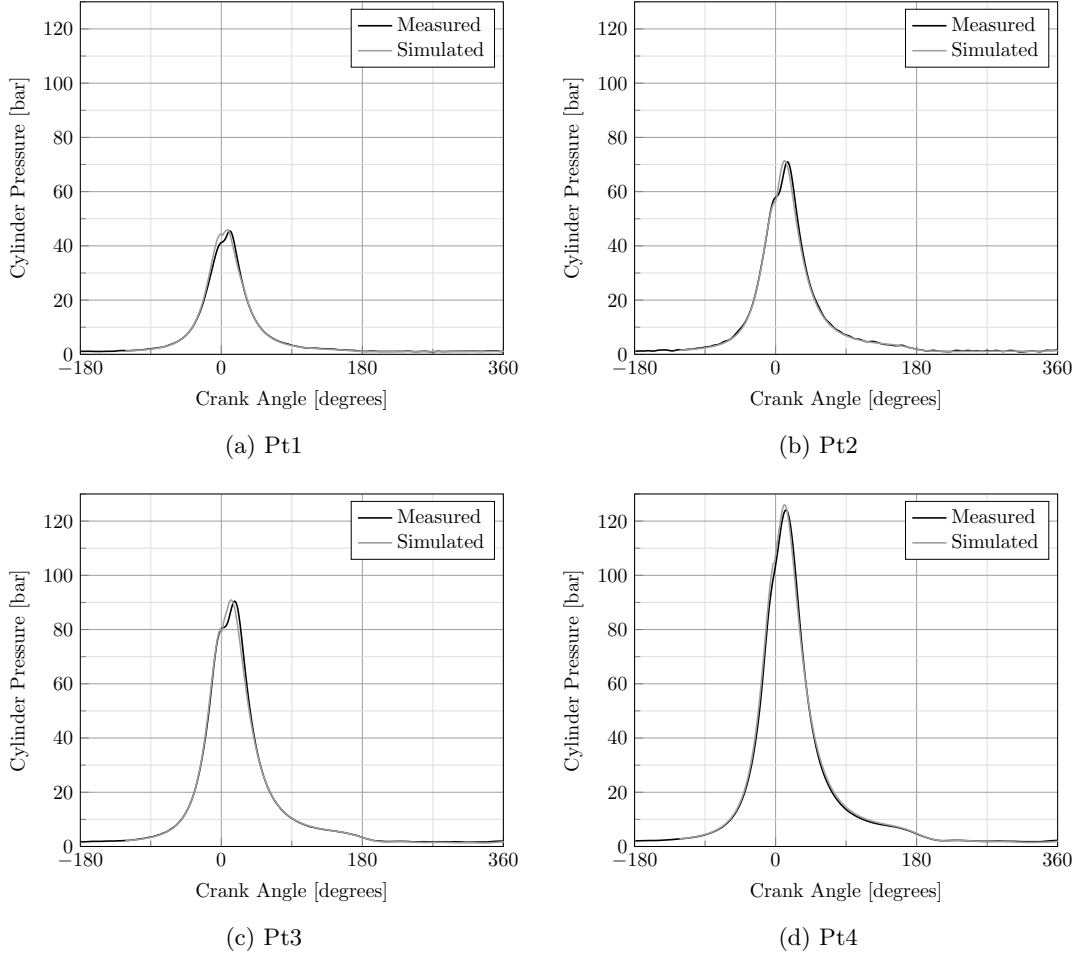 120
100
80
60
40
20
0
Cylinder Pressure [bar]
Measured
Simulated
−180
0
180
360
Crank Angle [degrees]
(a) Pt1
120
100
80
60
40
20
0
Cylinder Pressure [bar]
Measured
Simulated
−180
0
180
360
Crank Angle [degrees]
(b) Pt2
120
100
80
60
40
20
0
Cylinder Pressure [bar]
Measured
Simulated
−180
0
180
360
Crank Angle [degrees]
(c) Pt3
120
100
80
60
40
20
0
Cylinder Pressure [bar]
Measured
Simulated
−180
0
180
360
Crank Angle [degrees]
(d) Pt4